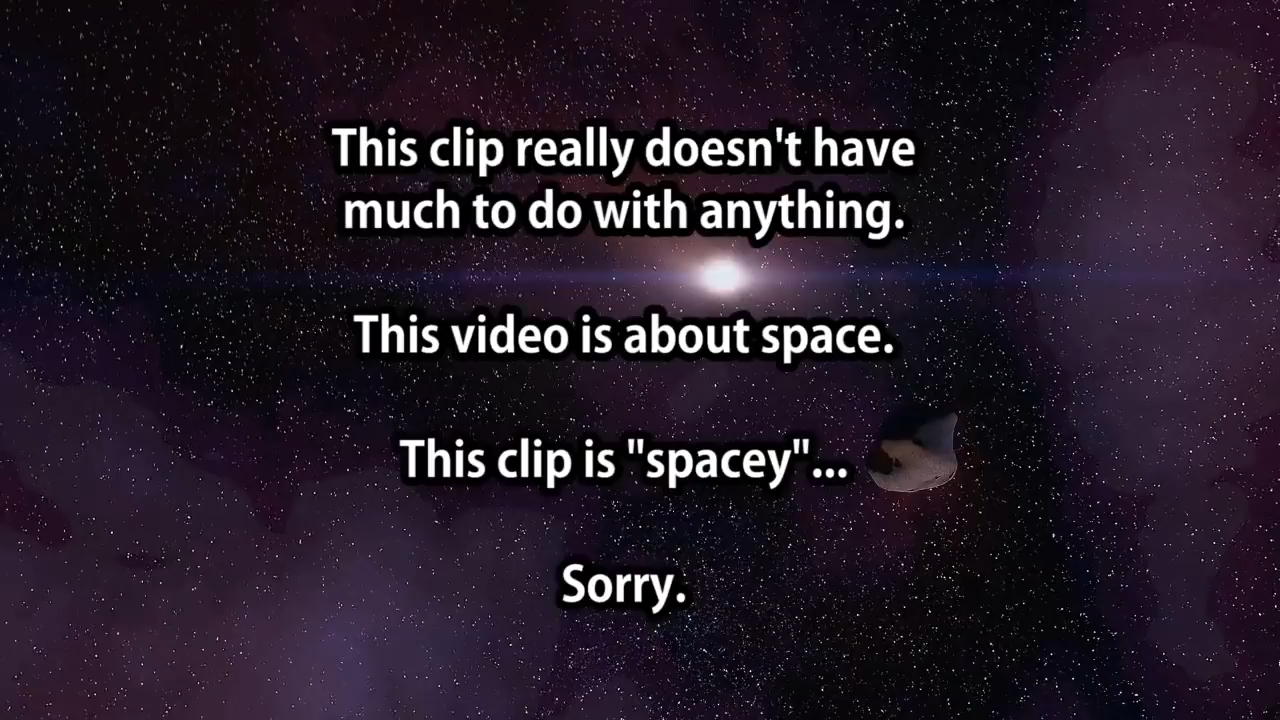 This clip really doesn't have
much to do with anything.
This video is about space.
This clip is "spacey"...
Sorry.